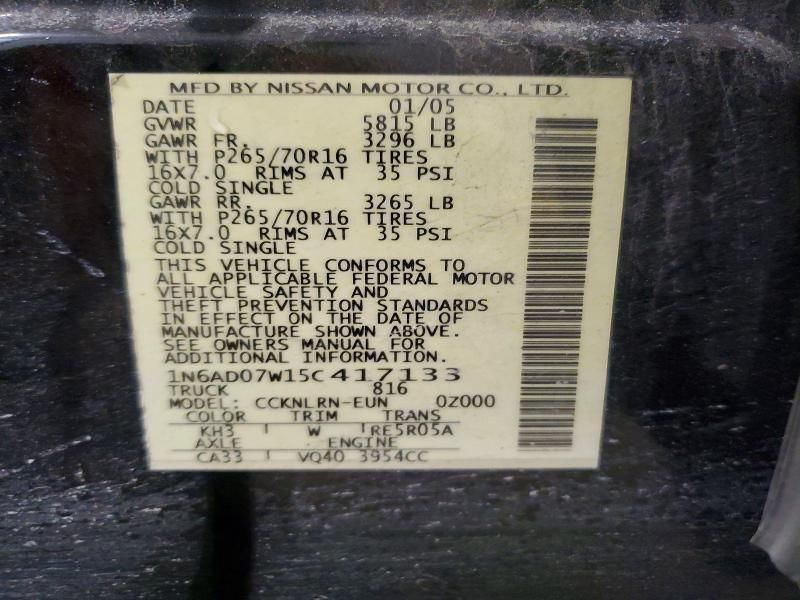 MFD BY NISSAN MOTOR CO., LTD.
DATE 01/05
GVWR 5815 LB
GAWR FR. 3296 LB
WITH P265/70R16 TIRES
16X7.0 RIMS AT 35 PSI
COLD SINGLE
GAWR RR. 3265 LB
WITH P265/70R16 TIRES
16X7.0 RIMS AT 35 PSI
COLD SINGLE
THIS VEHICLE CONFORMS TO
ALL APPLICABLE FEDERAL MOTOR
VEHICLE SAFETY AND
THEFT PREVENTION STANDARDS
IN EFFECT ON THE DATE OF
MANUFACTURE SHOWN ABOVE.
SEE OWNERS MANUAL FOR
ADDITIONAL INFORMATION.
1N6AD07W15C417133
TRUCK 816
MODEL: CCKNLRN-EUN 0Z000
COLOR TRIM TRANS
KH3 W RE5R05A
AXLE ENGINE
CA33 VQ40 3954CC